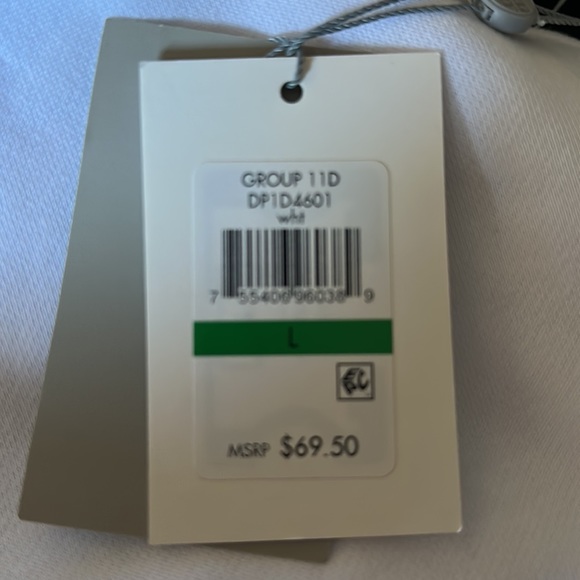 GROUP 11D
DP1D4601
wht
7 55406 96038 9
L
MSRP $69.50